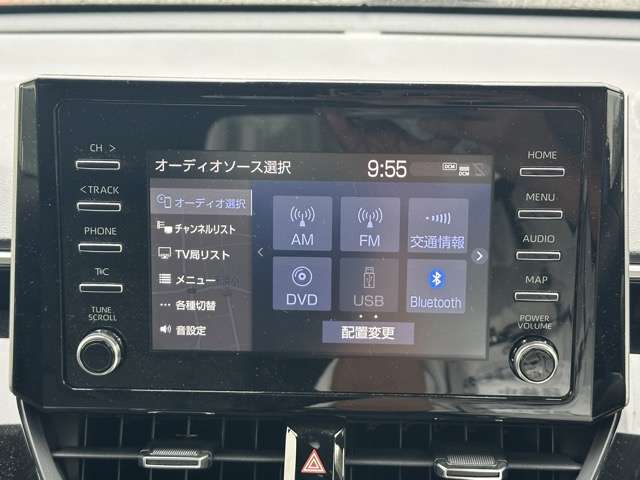 CH >
< TRACK
PHONE
T*C
TUNE
SCROLL
オーディオソース選択
9:55
DCM
DCM
オーディオ選択
チャンネルリスト
TV局リスト
メニュー
各種切替
音設定
<
AM
FM
交通情報
>
DVD
USB
Bluetooth
配置変更
HOME
MENU
AUDIO
MAP
POWER
VOLUME